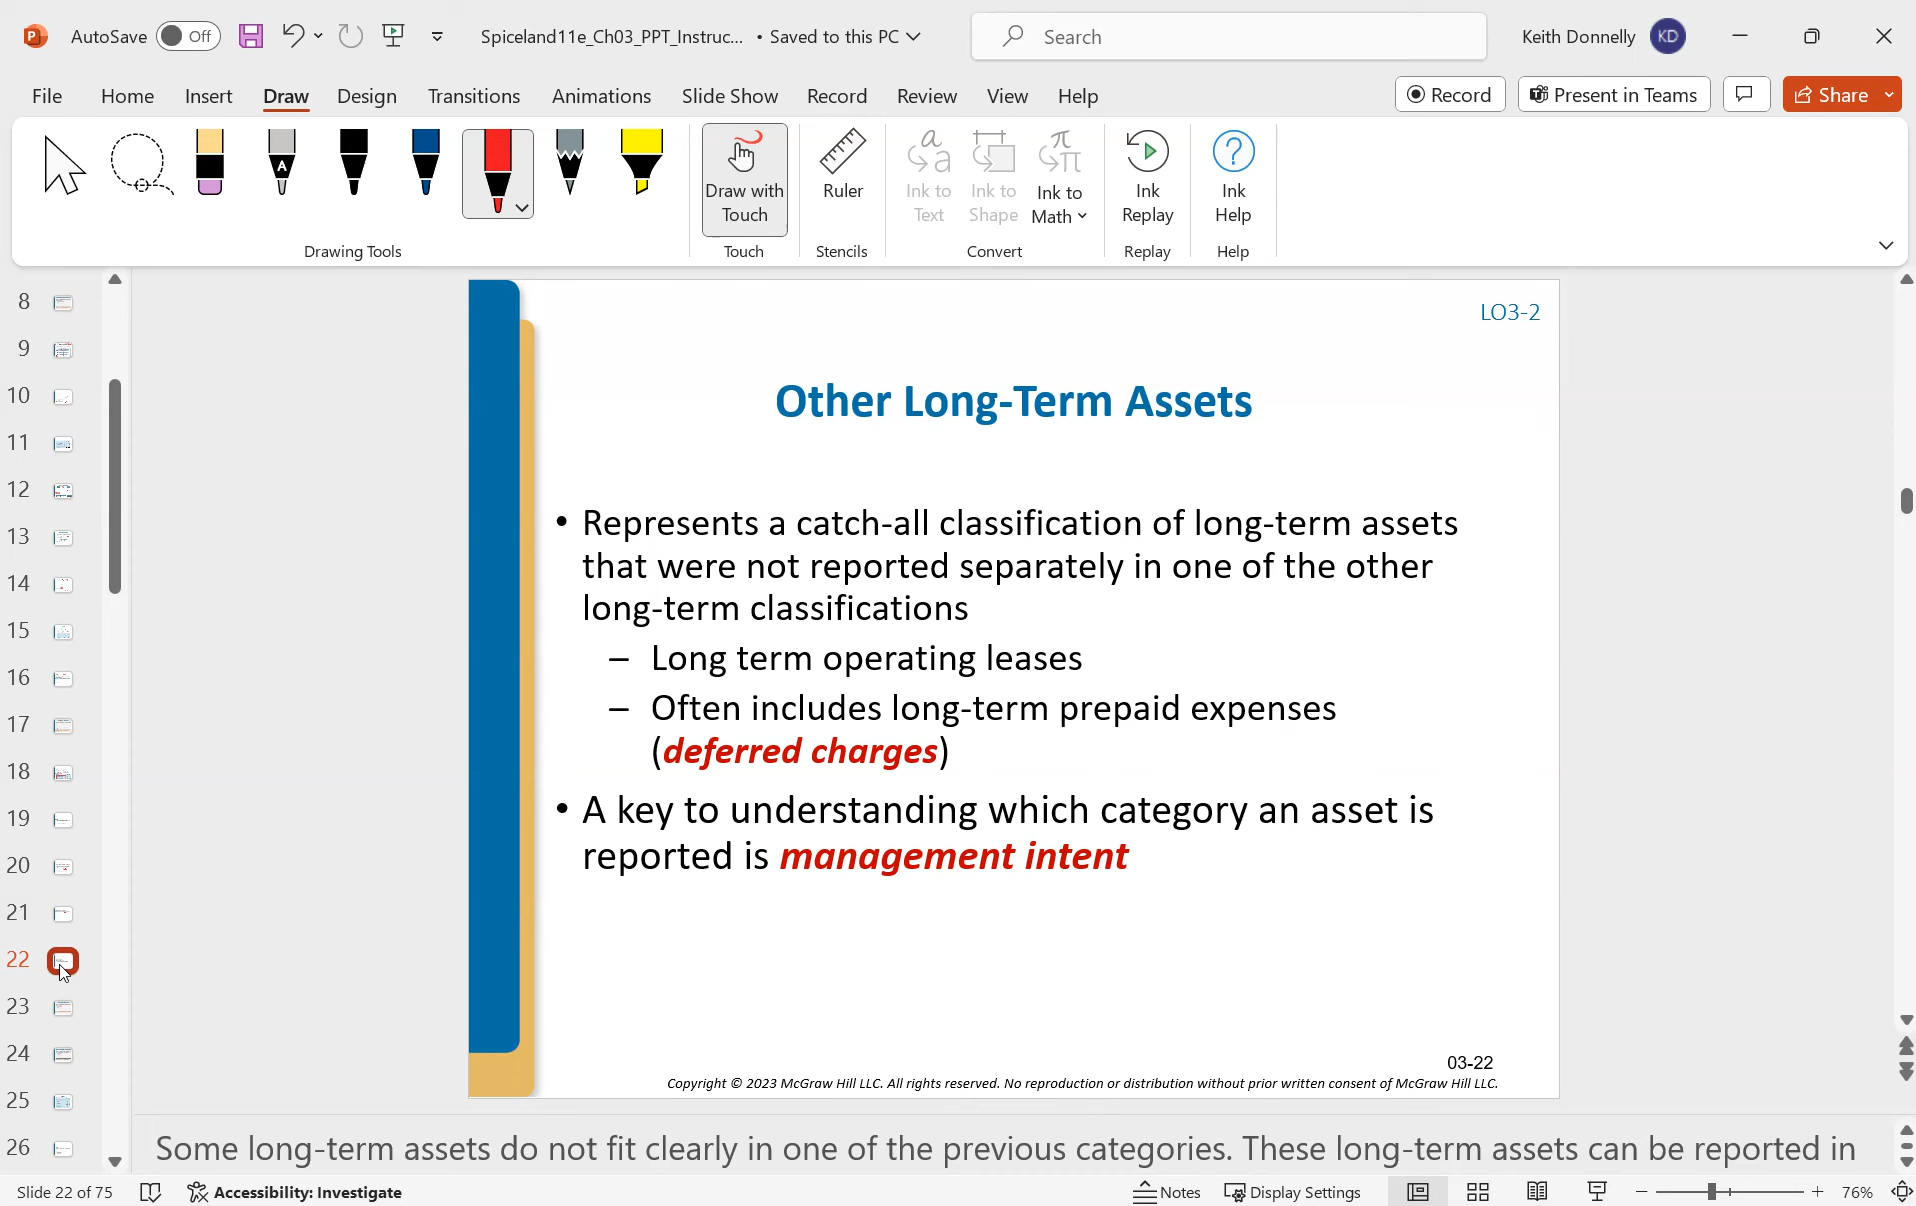 AutoSave Off Spiceland11e_Ch03_PPT_Instruc... • Saved to this PC Search Keith Donnelly KD
File Home Insert Draw Design Transitions Animations Slide Show Record Review View Help Record Present in Teams Share
Draw with Touch
Ruler
Ink to Text
Ink to Shape
Ink to Math
Ink Replay
Ink Help
Drawing Tools Touch Stencils Convert Replay Help
8
9
10
11
12
13
14
15
16
17
18
19
20
21
22
23
24
25
26
LO3-2
Other Long-Term Assets
• Represents a catch-all classification of long-term assets
that were not reported separately in one of the other
long-term classifications
– Long term operating leases
– Often includes long-term prepaid expenses
(deferred charges)
• A key to understanding which category an asset is
reported is management intent
03-22
Copyright © 2023 McGraw Hill LLC. All rights reserved. No reproduction or distribution without prior written consent of McGraw Hill LLC.
Some long-term assets do not fit clearly in one of the previous categories. These long-term assets can be reported in
Slide 22 of 75 Accessibility: Investigate Notes Display Settings 76%